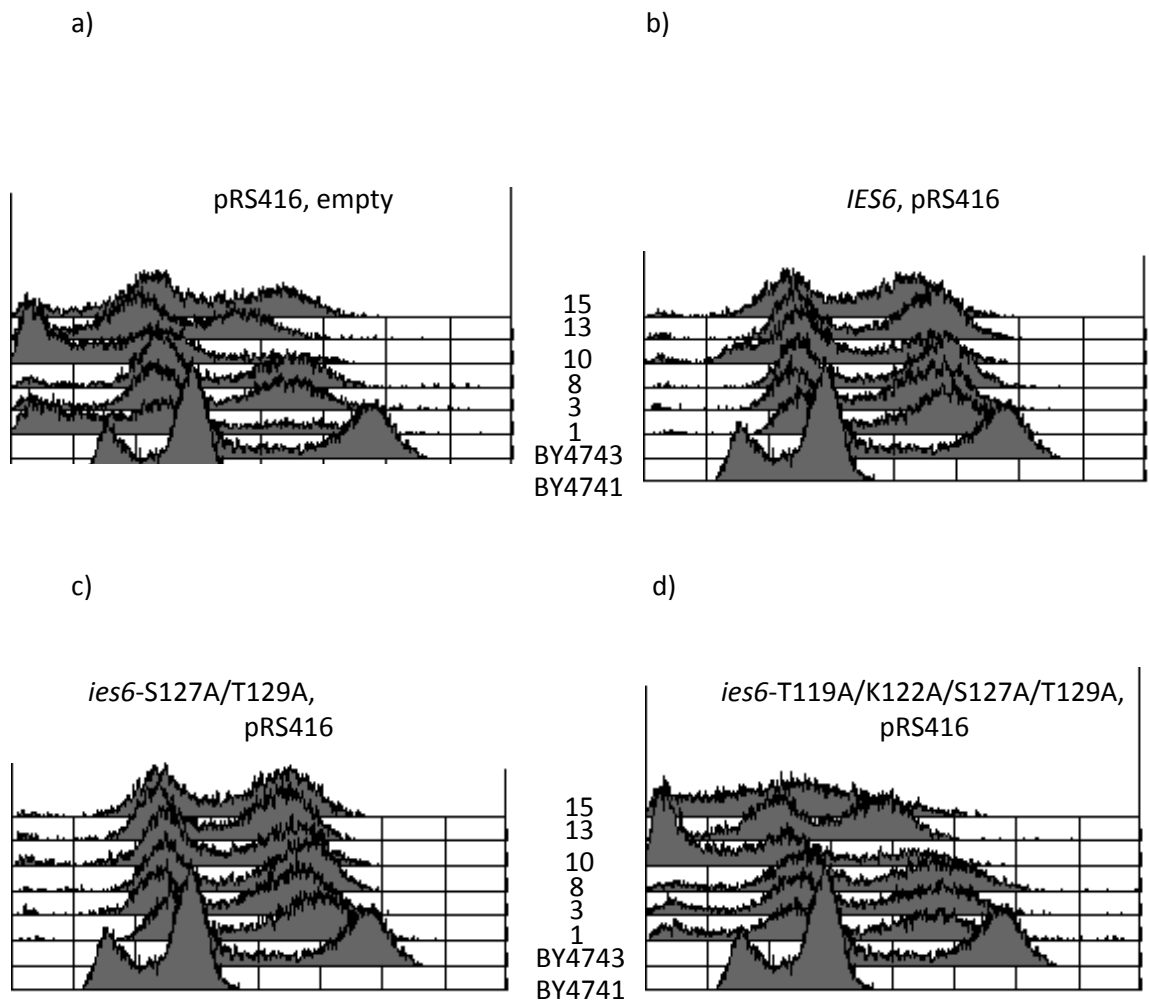 a)
b)
pRS416, empty
IES6, pRS416
15
13
10
8
3
1
BY4743
BY4741
c)
d)
ies6-S127A/T129A,
pRS416
ies6-T119A/K122A/S127A/T129A,
pRS416
15
13
10
8
3
1
BY4743
BY4741